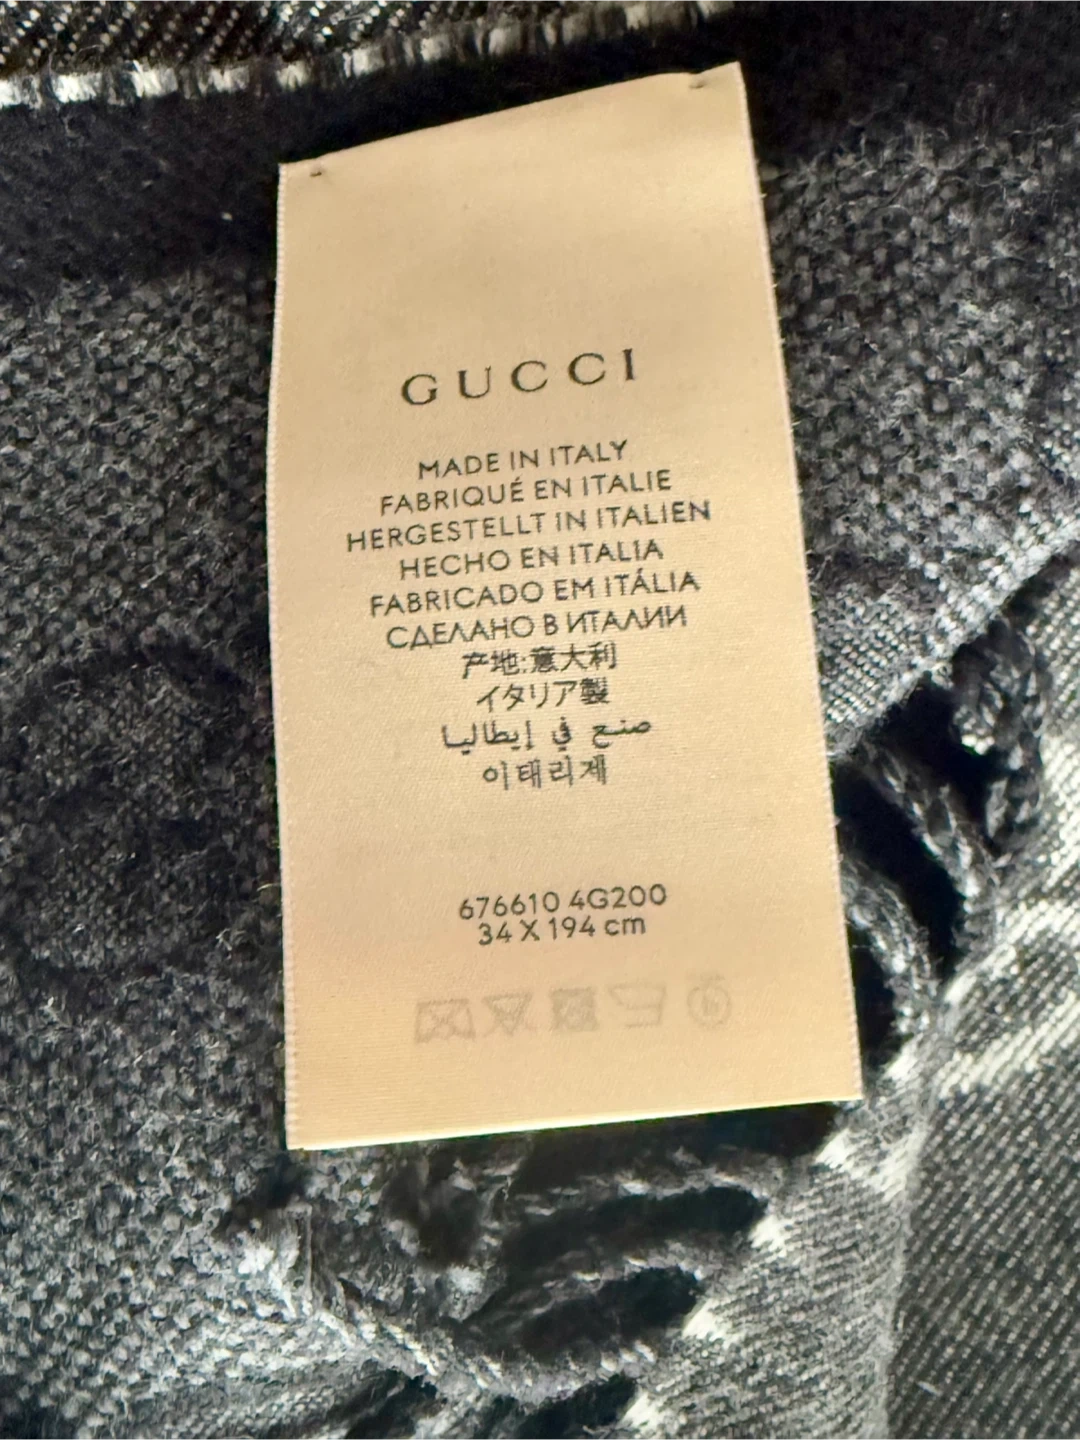 GUCCI
MADE IN ITALY
FABRIQUÉ EN ITALIE
HERGESTELLT IN ITALIEN
HECHO EN ITALIA
FABRICADO EM ITÁLIA
СДЕЛАНО В ИТАЛИИ
产地:意大利
イタリア製
صنع في إيطاليا
이태리제
676610 4G200
34 X 194 cm